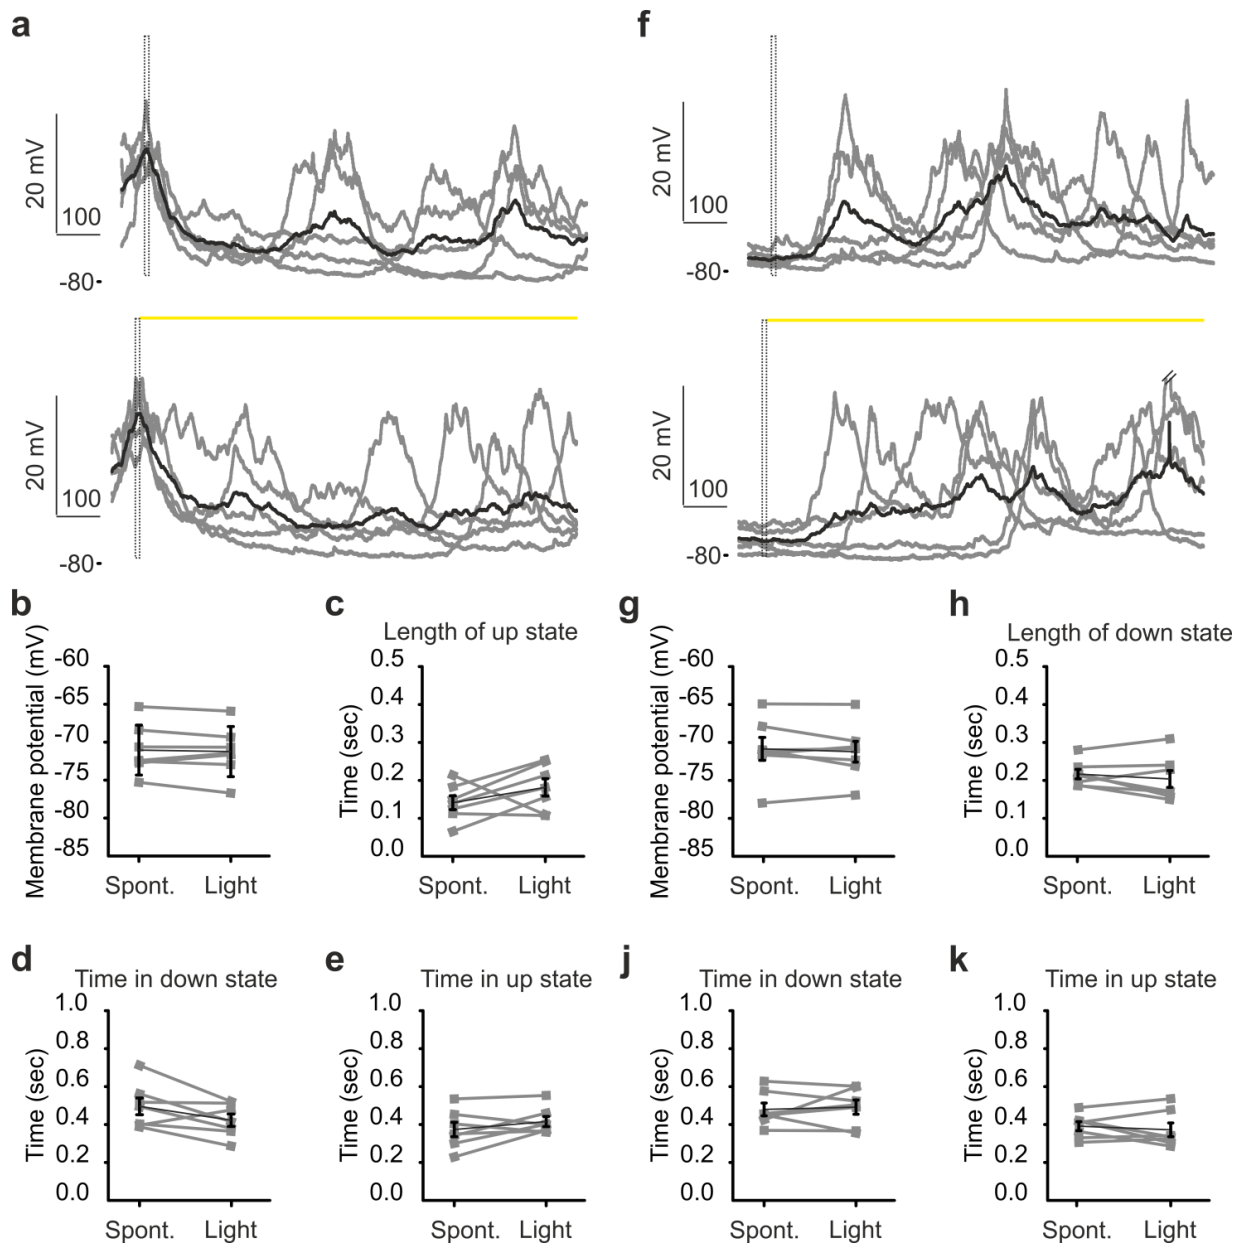 a
20 mV
100
-80
20 mV
100
-80
f
20 mV
100
-80
20 mV
100
-80
b
Membrane potential (mV)
-60
-65
-70
-75
-80
-85
Spont. Light
c
Length of up state
Time (sec)
0.5
0.4
0.3
0.2
0.1
0.0
Spont. Light
g
Membrane potential (mV)
-60
-65
-70
-75
-80
-85
Spont. Light
h
Length of down state
Time (sec)
0.5
0.4
0.3
0.2
0.1
0.0
Spont. Light
d
Time in down state
Time (sec)
1.0
0.8
0.6
0.4
0.2
0.0
Spont. Light
e
Time in up state
Time (sec)
1.0
0.8
0.6
0.4
0.2
0.0
Spont. Light
j
Time in down state
Time (sec)
1.0
0.8
0.6
0.4
0.2
0.0
Spont. Light
k
Time in up state
Time (sec)
1.0
0.8
0.6
0.4
0.2
0.0
Spont. Light